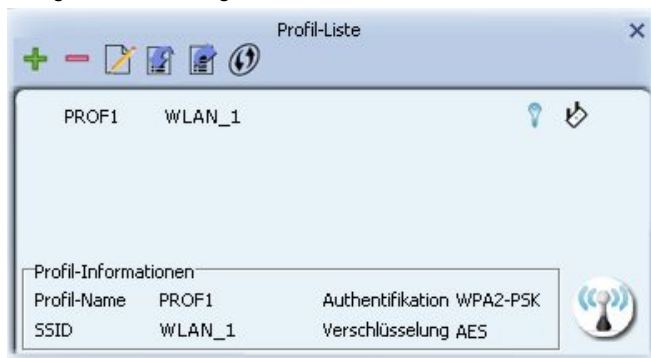 Profil-Liste
PROF1 WLAN_1
Profil-Informationen
Profil-Name PROF1 Authentifikation WPA2-PSK
SSID WLAN_1 Verschlüsselung AES